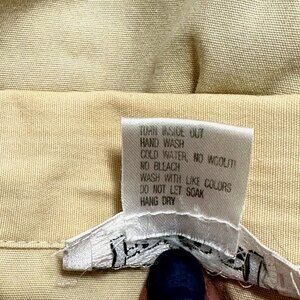 TURN INSIDE OUT
HAND WASH
COLD WATER, NO WOOLITE
NO BLEACH
WASH WITH LIKE COLORS
DO NOT LET SOAK
HANG DRY